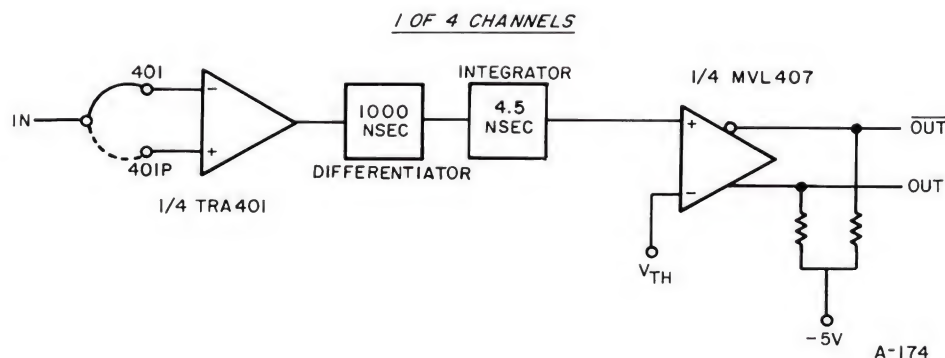 1 OF 4 CHANNELS
IN
401
401P
−
+
1/4 TRA401
1000
NSEC
DIFFERENTIATOR
INTEGRATOR
4.5
NSEC
1/4 MVL407
+
−
VTH
OUT
OUT
−5V
A-174